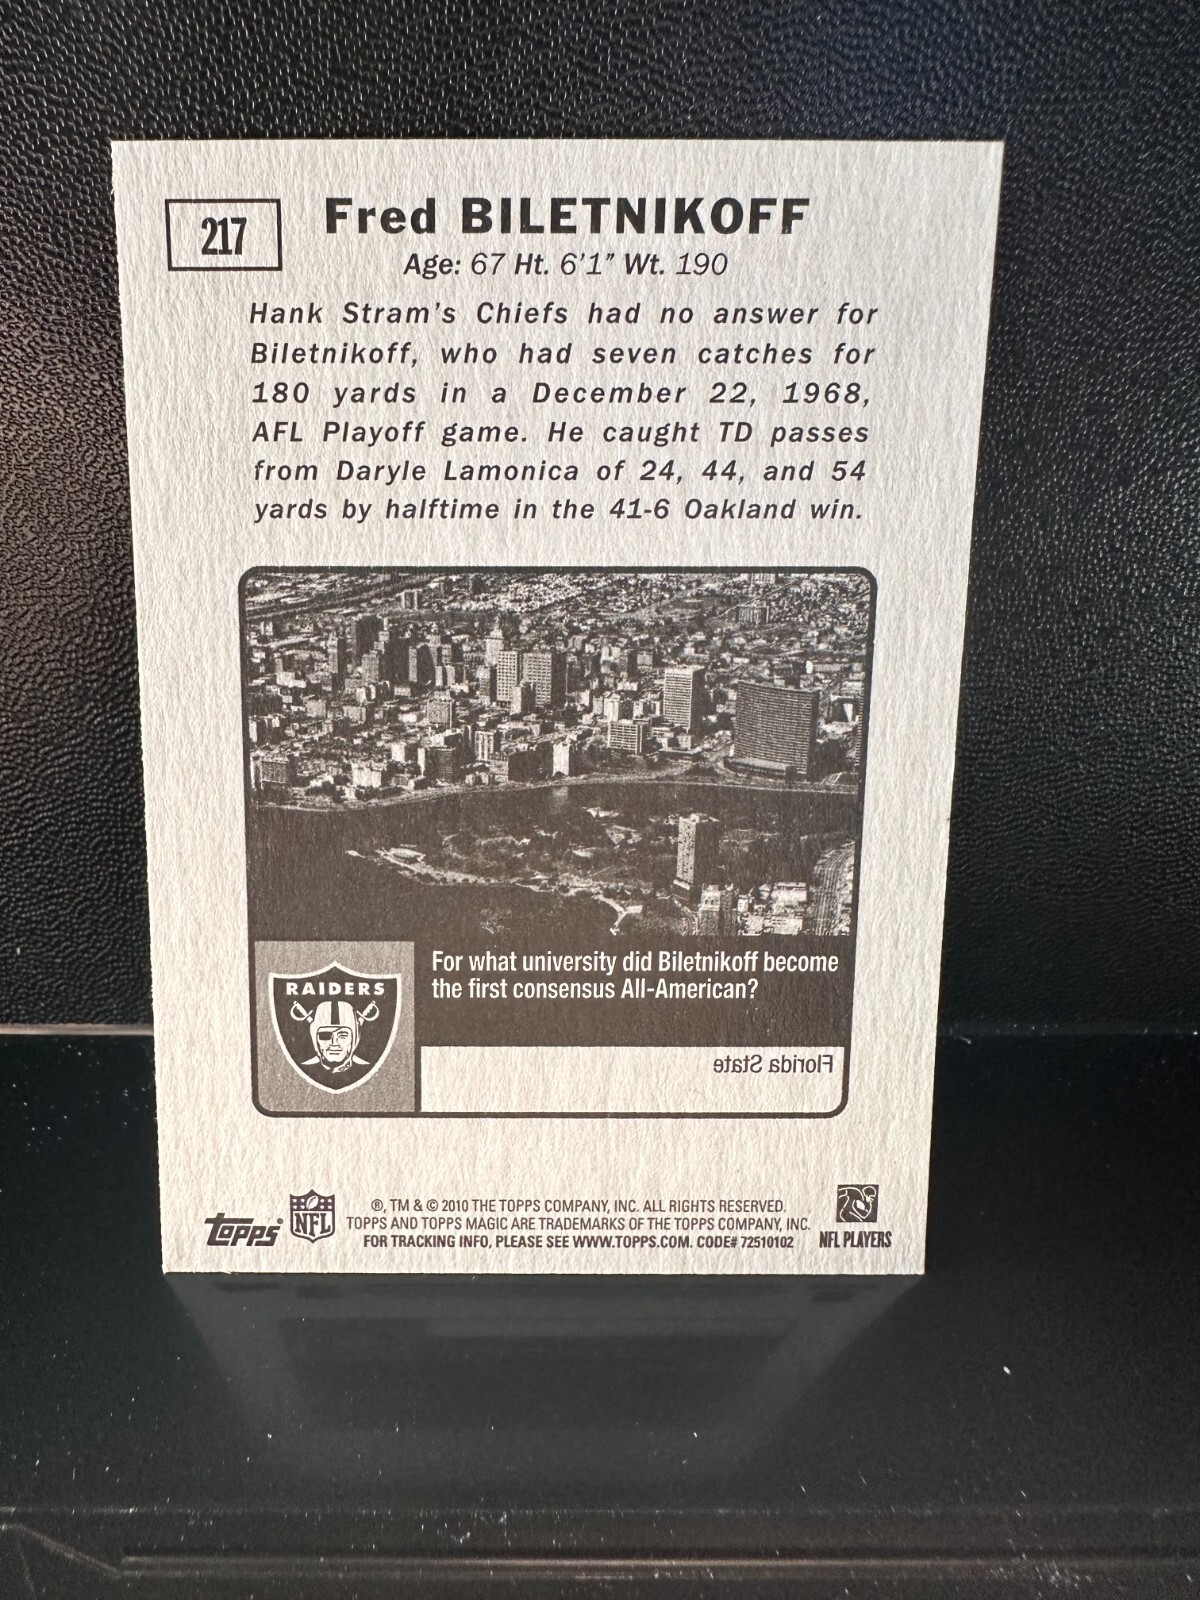 217
Fred BILETNIKOFF
Age: 67 Ht. 6'1" Wt. 190
Hank Stram's Chiefs had no answer for
Biletnikoff, who had seven catches for
180 yards in a December 22, 1968,
AFL Playoff game. He caught TD passes
from Daryle Lamonica of 24, 44, and 54
yards by halftime in the 41-6 Oakland win.
For what university did Biletnikoff become
the first consensus All-American?
RAIDERS
Florida State
®, TM & © 2010 THE TOPPS COMPANY, INC. ALL RIGHTS RESERVED.
TOPPS AND TOPPS MAGIC ARE TRADEMARKS OF THE TOPPS COMPANY, INC.
FOR TRACKING INFO, PLEASE SEE WWW.TOPPS.COM. CODE# 72510102
topps
NFL
NFL PLAYERS